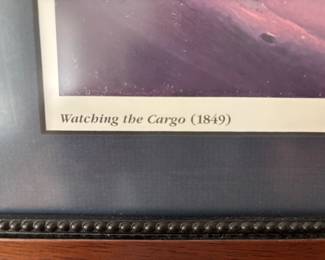 Watching the Cargo (1849)